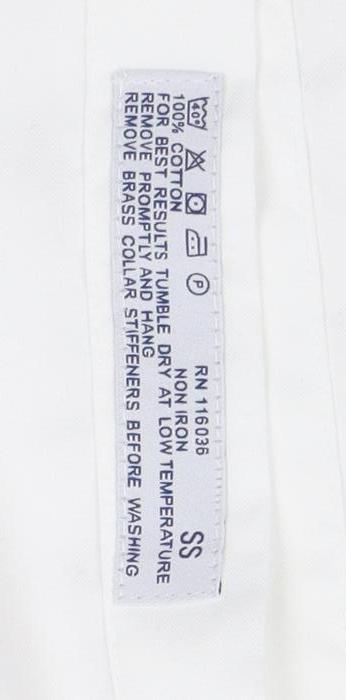 40°
P
RN 116036
100% COTTON
NON IRON
SS
FOR BEST RESULTS TUMBLE DRY AT LOW TEMPERATURE
REMOVE PROMPTLY AND HANG
REMOVE BRASS COLLAR STIFFENERS BEFORE WASHING